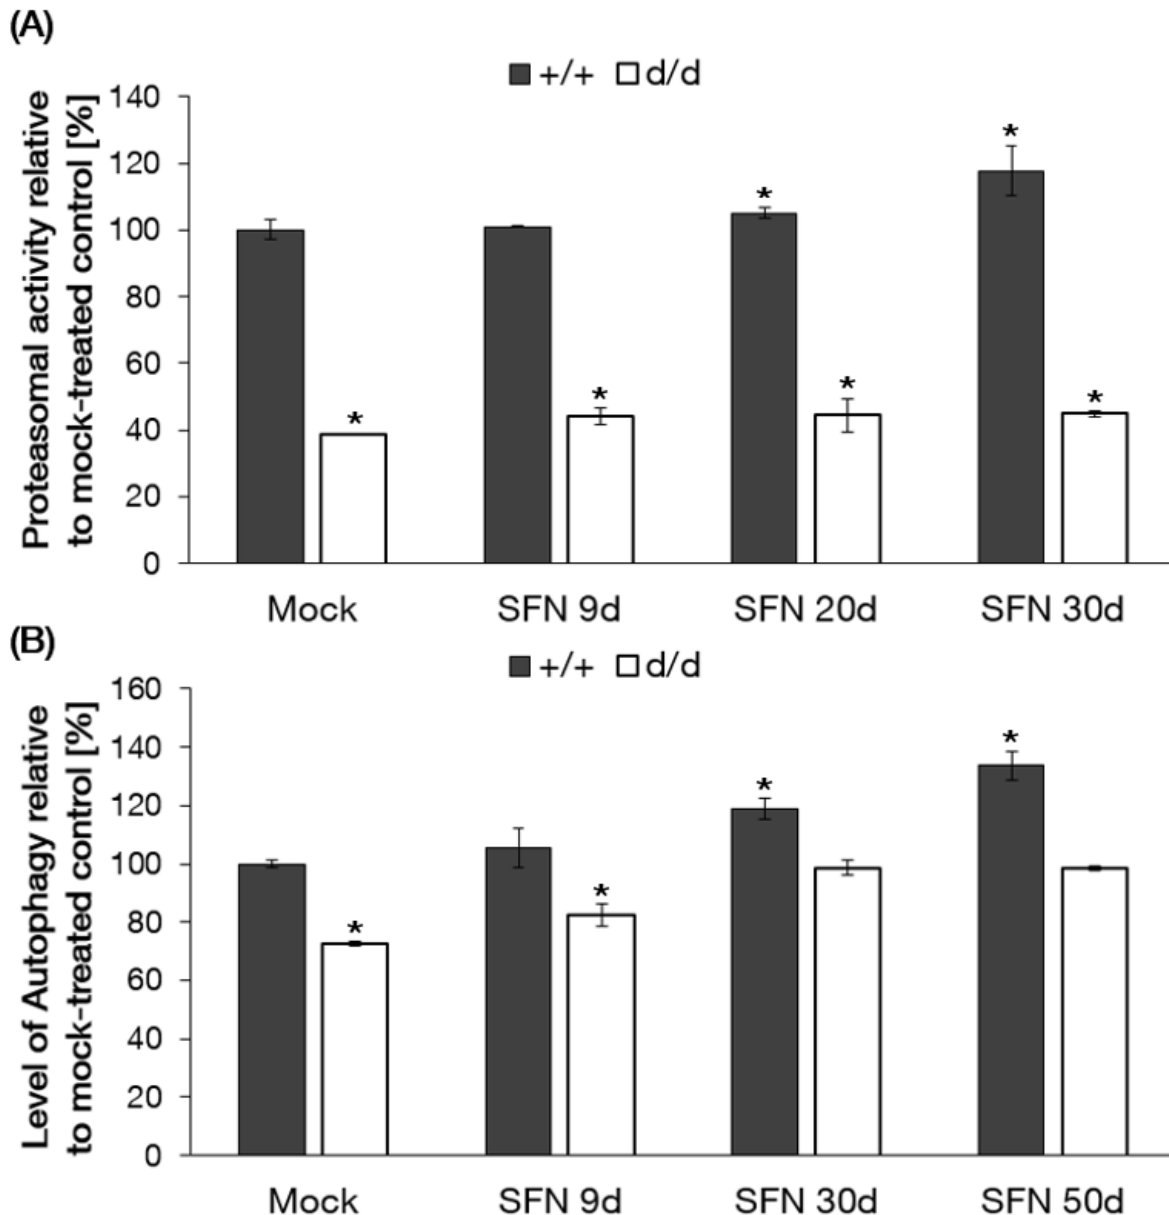 (A)
+/+ d/d
Proteasomal activity relative
to mock-treated control [%]
140
120
100
80
60
40
20
0
*
*
*
*
*
*
Mock SFN 9d SFN 20d SFN 30d
(B)
+/+ d/d
Level of Autophagy relative
to mock-treated control [%]
160
140
120
100
80
60
40
20
0
*
*
*
*
Mock SFN 9d SFN 30d SFN 50d